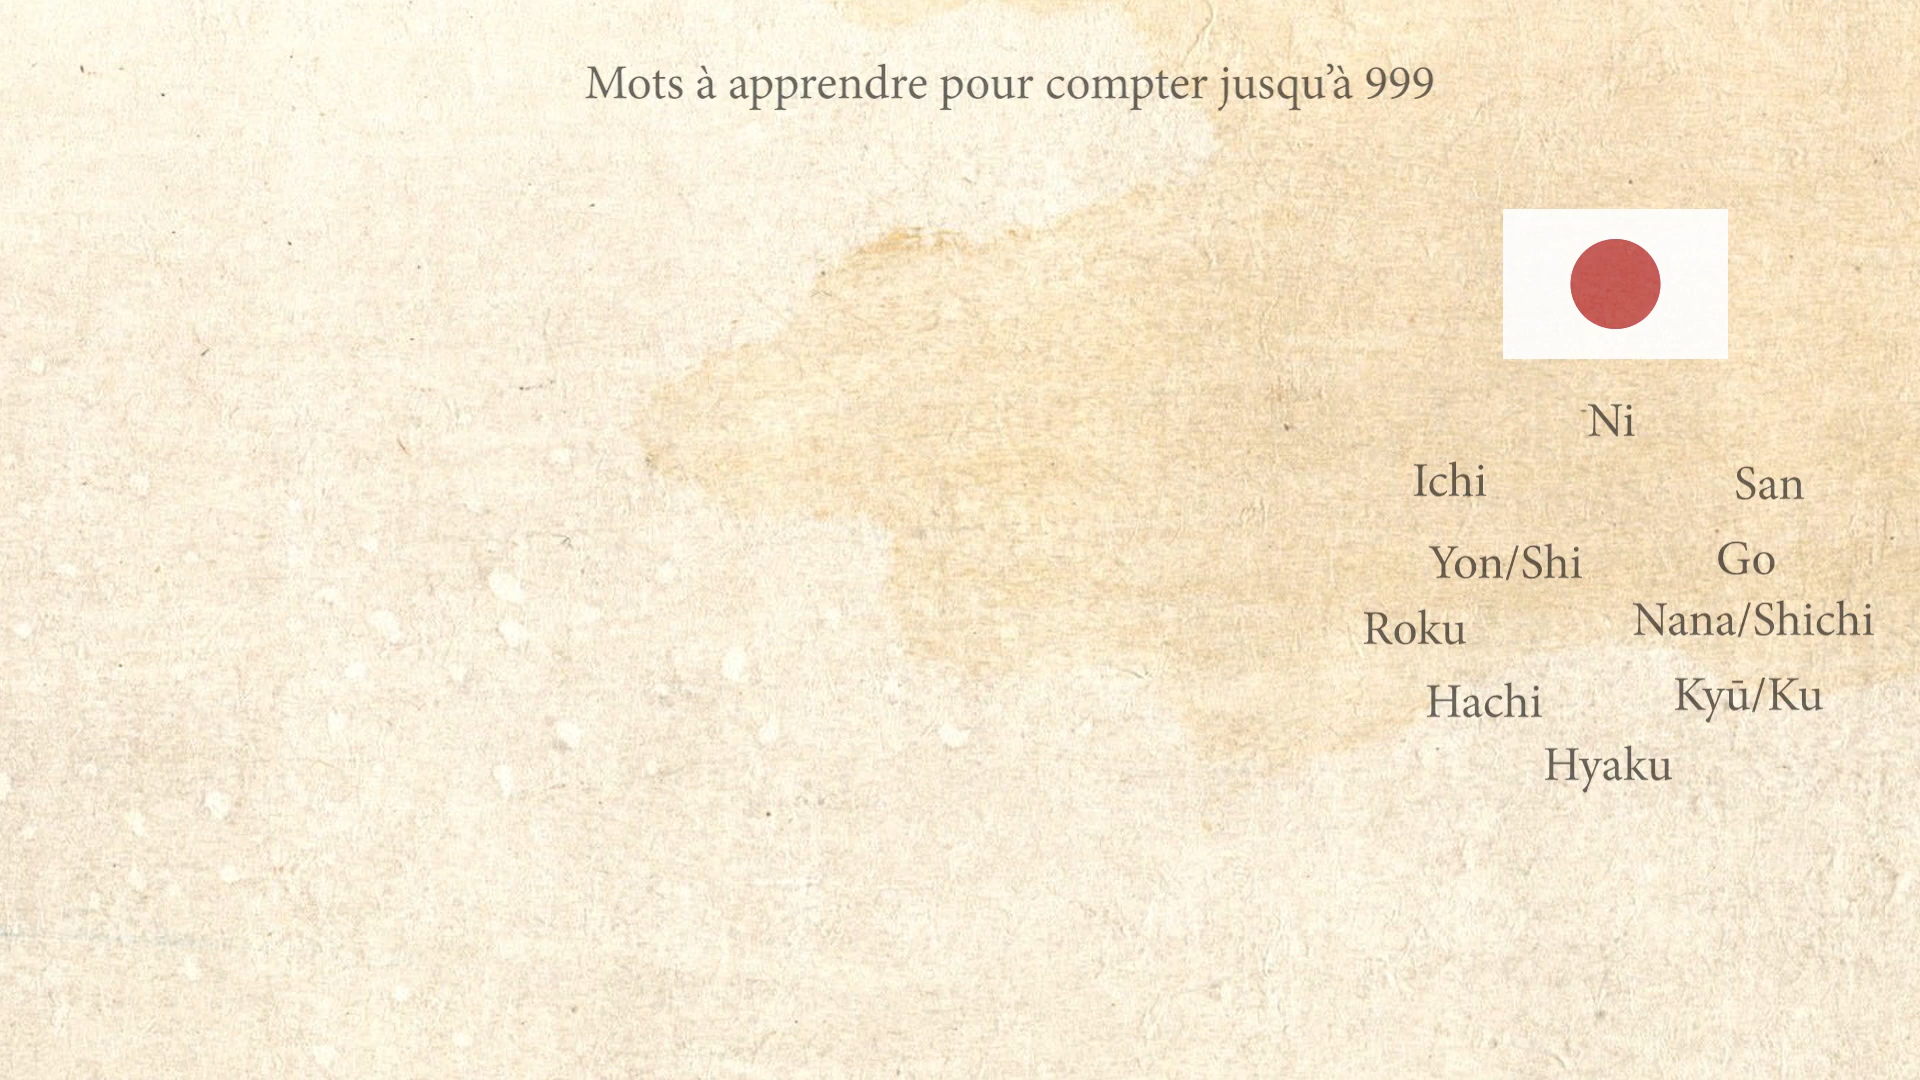 Mots à apprendre pour compter jusqu’à 999
Ni
Ichi
San
Yon/Shi
Go
Roku
Nana/Shichi
Hachi
Kyū/Ku
Hyaku